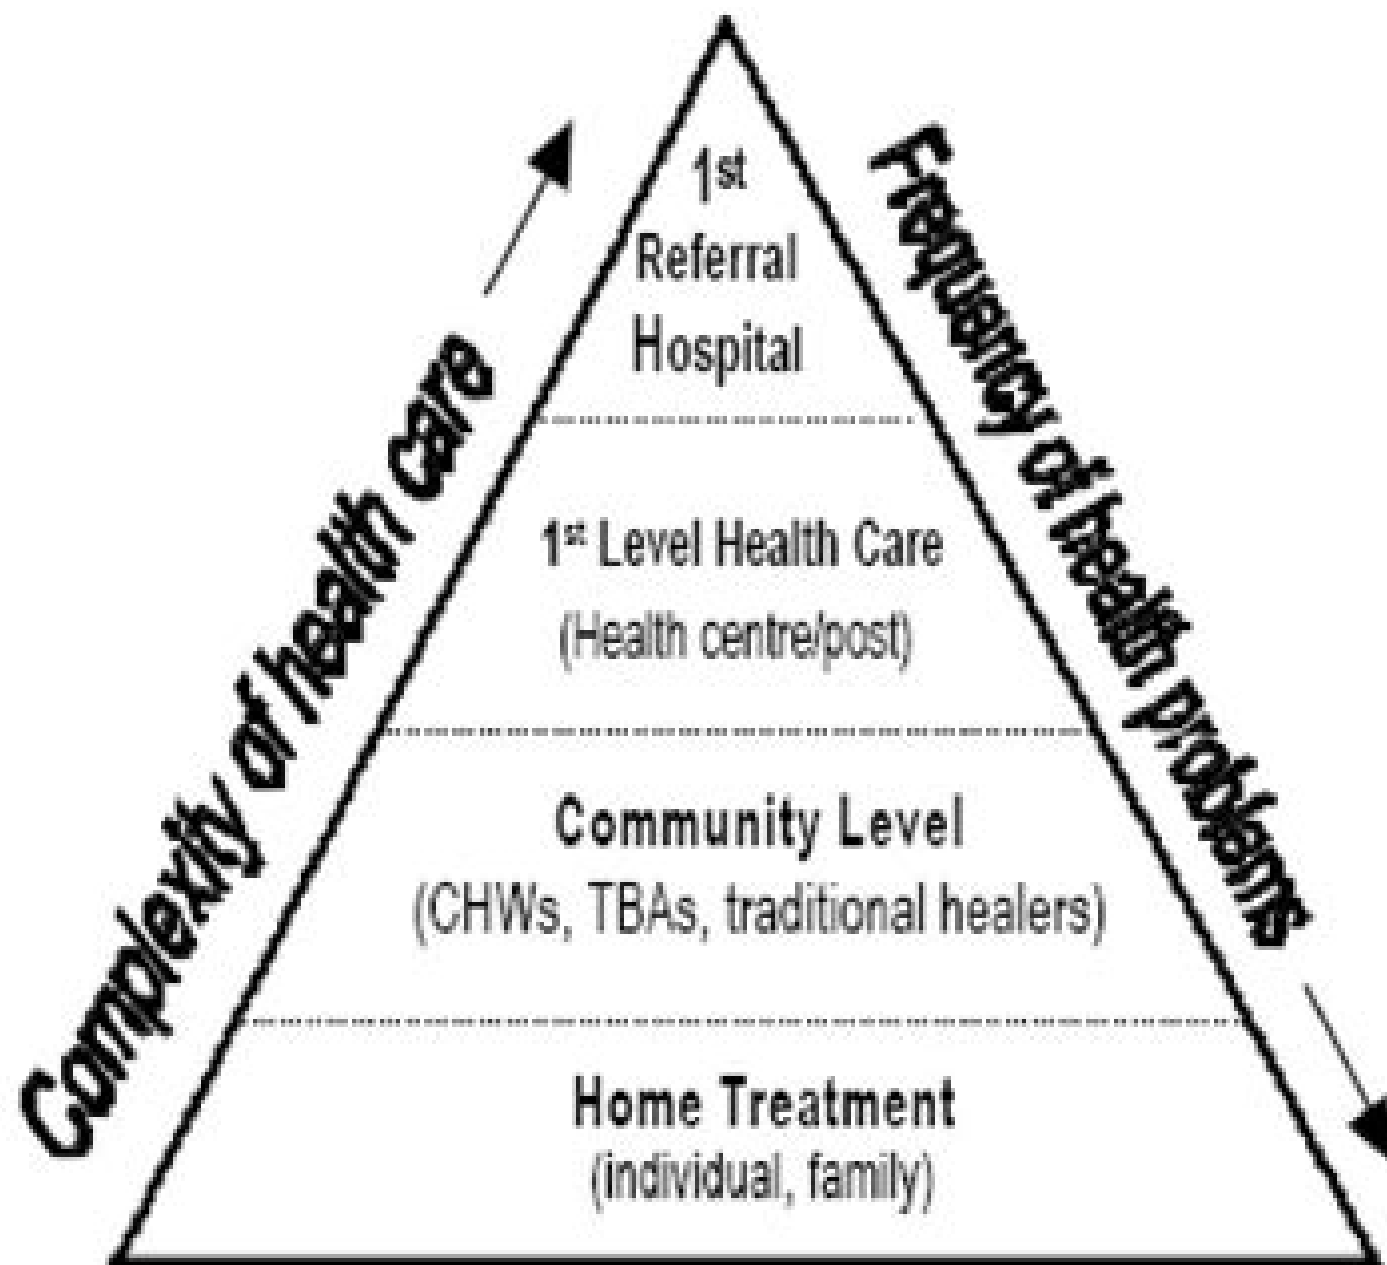 1st
Referral
Hospital
1st Level Health Care
(Health centre/post)
Community Level
(CHWs, TBAs, traditional healers)
Home Treatment
(individual, family)
Complexity of health care
Frequency of health problems